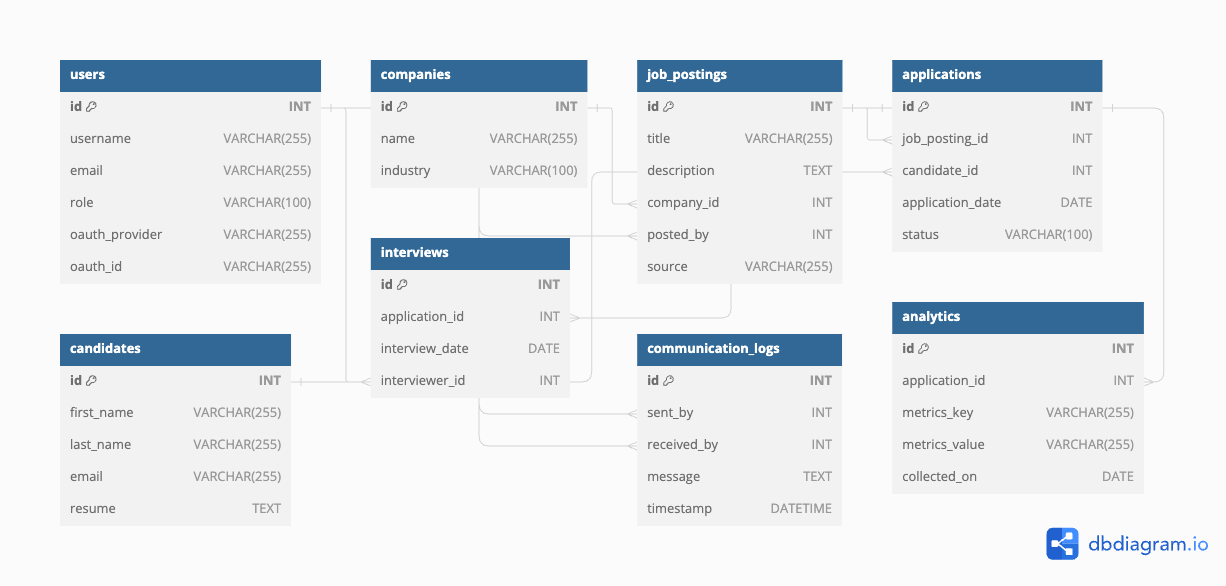 users
id INT
username VARCHAR(255)
email VARCHAR(255)
role VARCHAR(100)
oauth_provider VARCHAR(255)
oauth_id VARCHAR(255)
companies
id INT
name VARCHAR(255)
industry VARCHAR(100)
job_postings
id INT
title VARCHAR(255)
description TEXT
company_id INT
posted_by INT
source VARCHAR(255)
applications
id INT
job_posting_id INT
candidate_id INT
application_date DATE
status VARCHAR(100)
interviews
id INT
application_id INT
interview_date DATE
interviewer_id INT
candidates
id INT
first_name VARCHAR(255)
last_name VARCHAR(255)
email VARCHAR(255)
resume TEXT
communication_logs
id INT
sent_by INT
received_by INT
message TEXT
timestamp DATETIME
analytics
id INT
application_id INT
metrics_key VARCHAR(255)
metrics_value VARCHAR(255)
collected_on DATE
dbdiagram.io